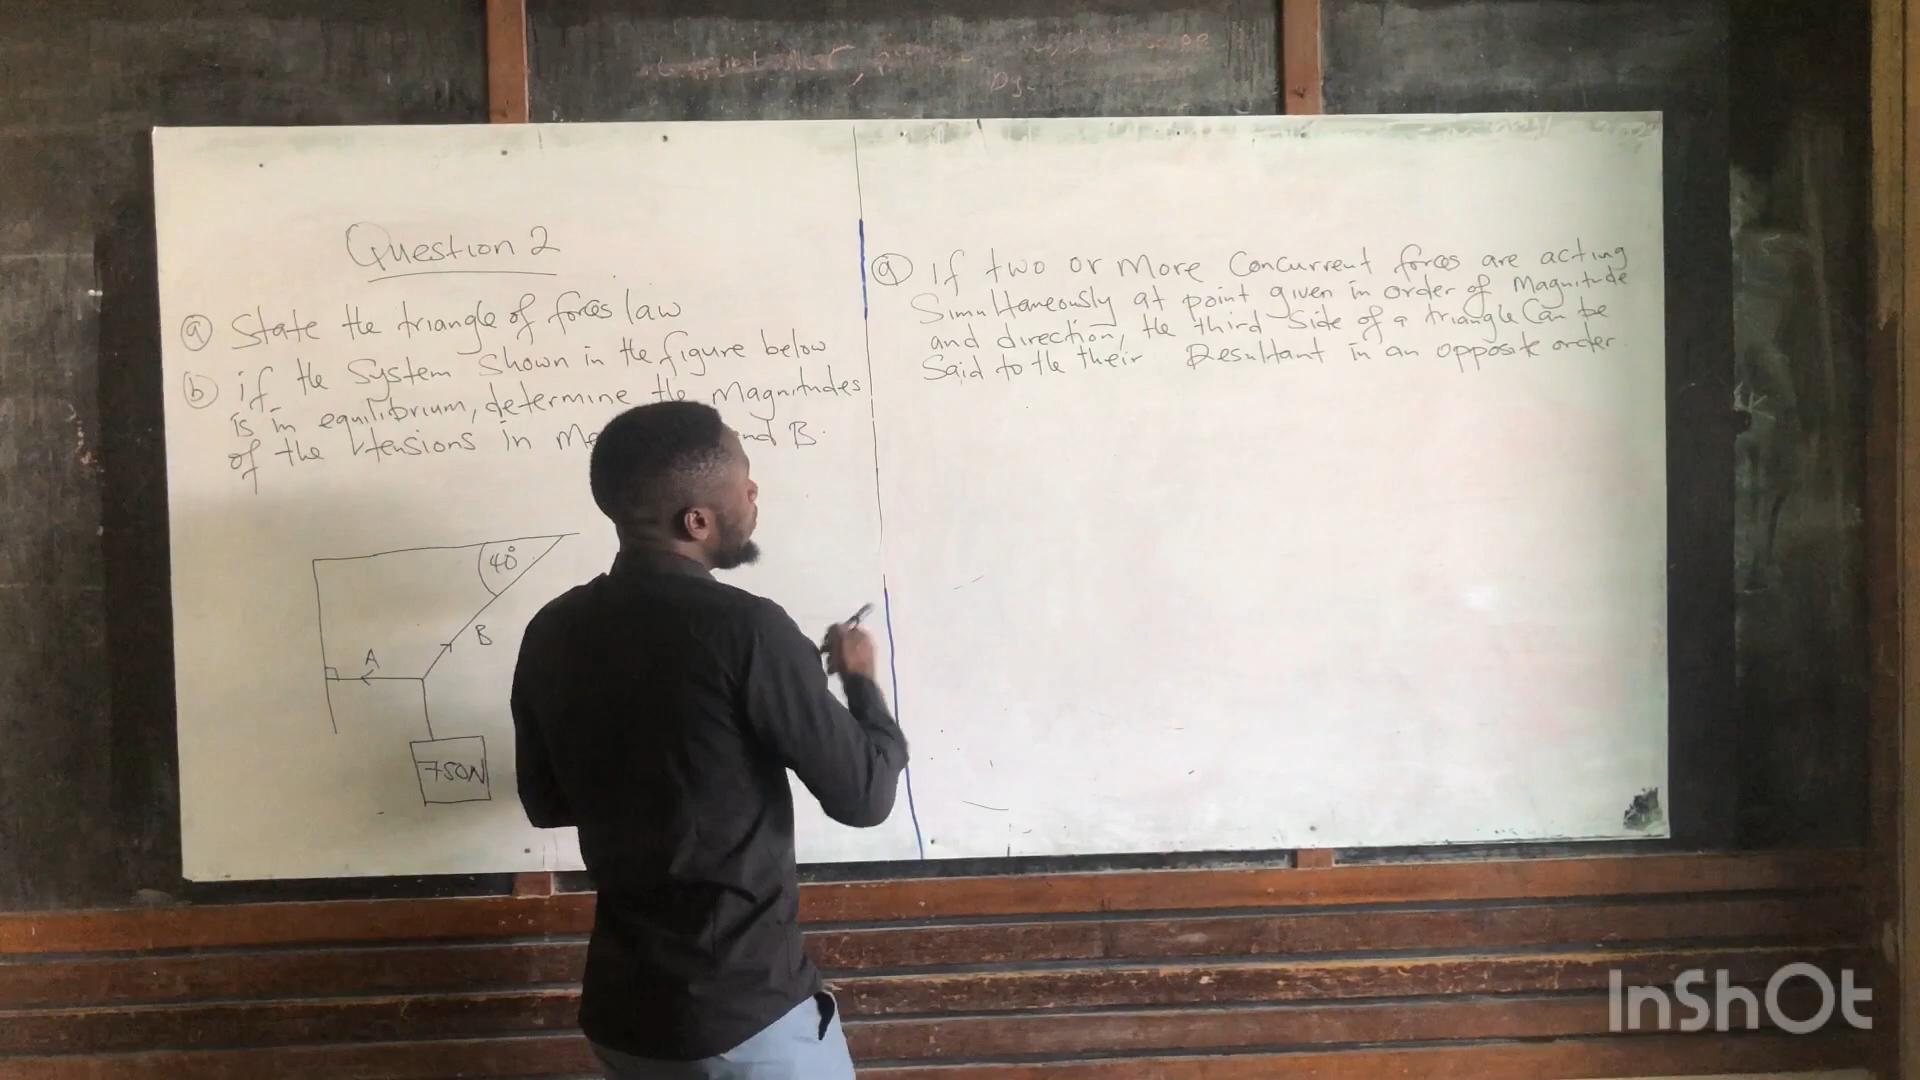 Question 2
(a) State the triangle of forces law
(b) if the System Shown in the figure below
is in equilibrium, determine the Magnitudes
of the tensions in and B.
40°
B
A
750N
(a) If two or More Concurrent forces are acting
Simultaneously at point given in order of Magnitude
and direction, the third Side of a triangle Can be
Said to the their Resultant in an opposite order.
InShOt